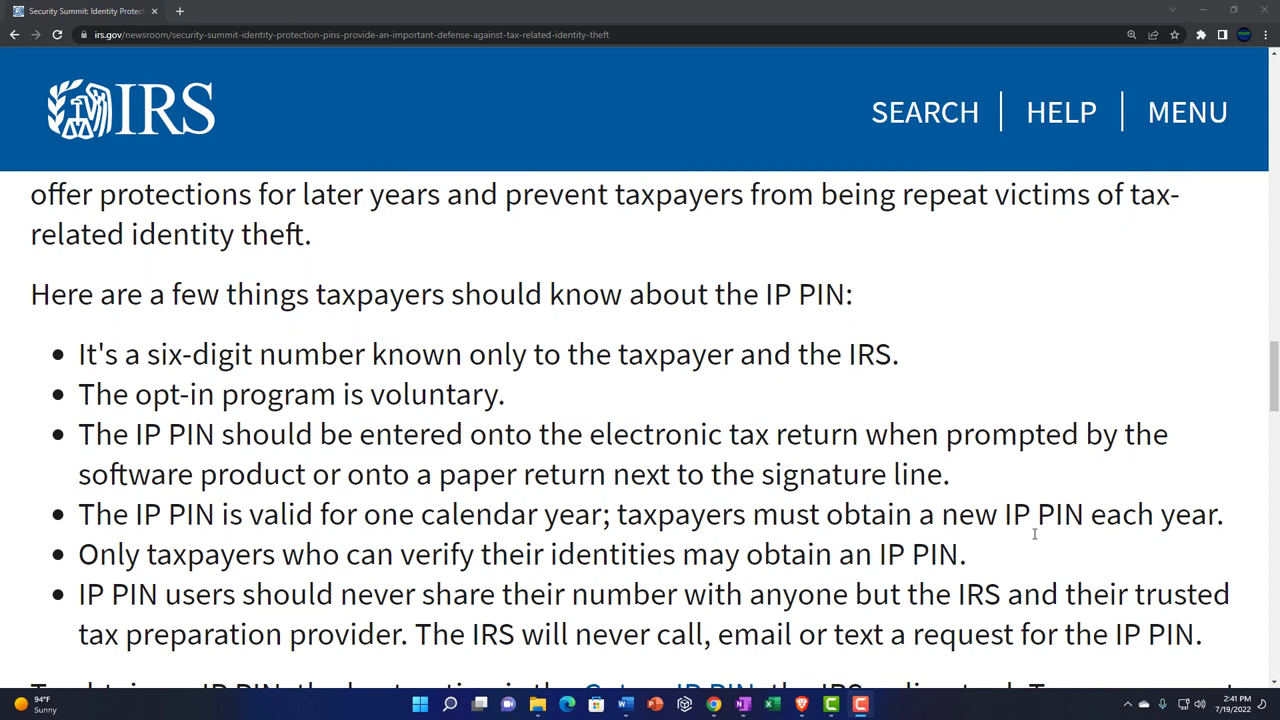 Security Summit: Identity Protec
irs.gov/newsroom/security-summit-identity-protection-pins-provide-an-important-defense-against-tax-related-identity-theft
IRS
SEARCH
HELP
MENU
offer protections for later years and prevent taxpayers from being repeat victims of tax-
related identity theft.
Here are a few things taxpayers should know about the IP PIN:
• It's a six-digit number known only to the taxpayer and the IRS.
• The opt-in program is voluntary.
• The IP PIN should be entered onto the electronic tax return when prompted by the
software product or onto a paper return next to the signature line.
• The IP PIN is valid for one calendar year; taxpayers must obtain a new IP PIN each year.
• Only taxpayers who can verify their identities may obtain an IP PIN.
• IP PIN users should never share their number with anyone but the IRS and their trusted
tax preparation provider. The IRS will never call, email or text a request for the IP PIN.
94°F
Sunny
2:41 PM
7/19/2022